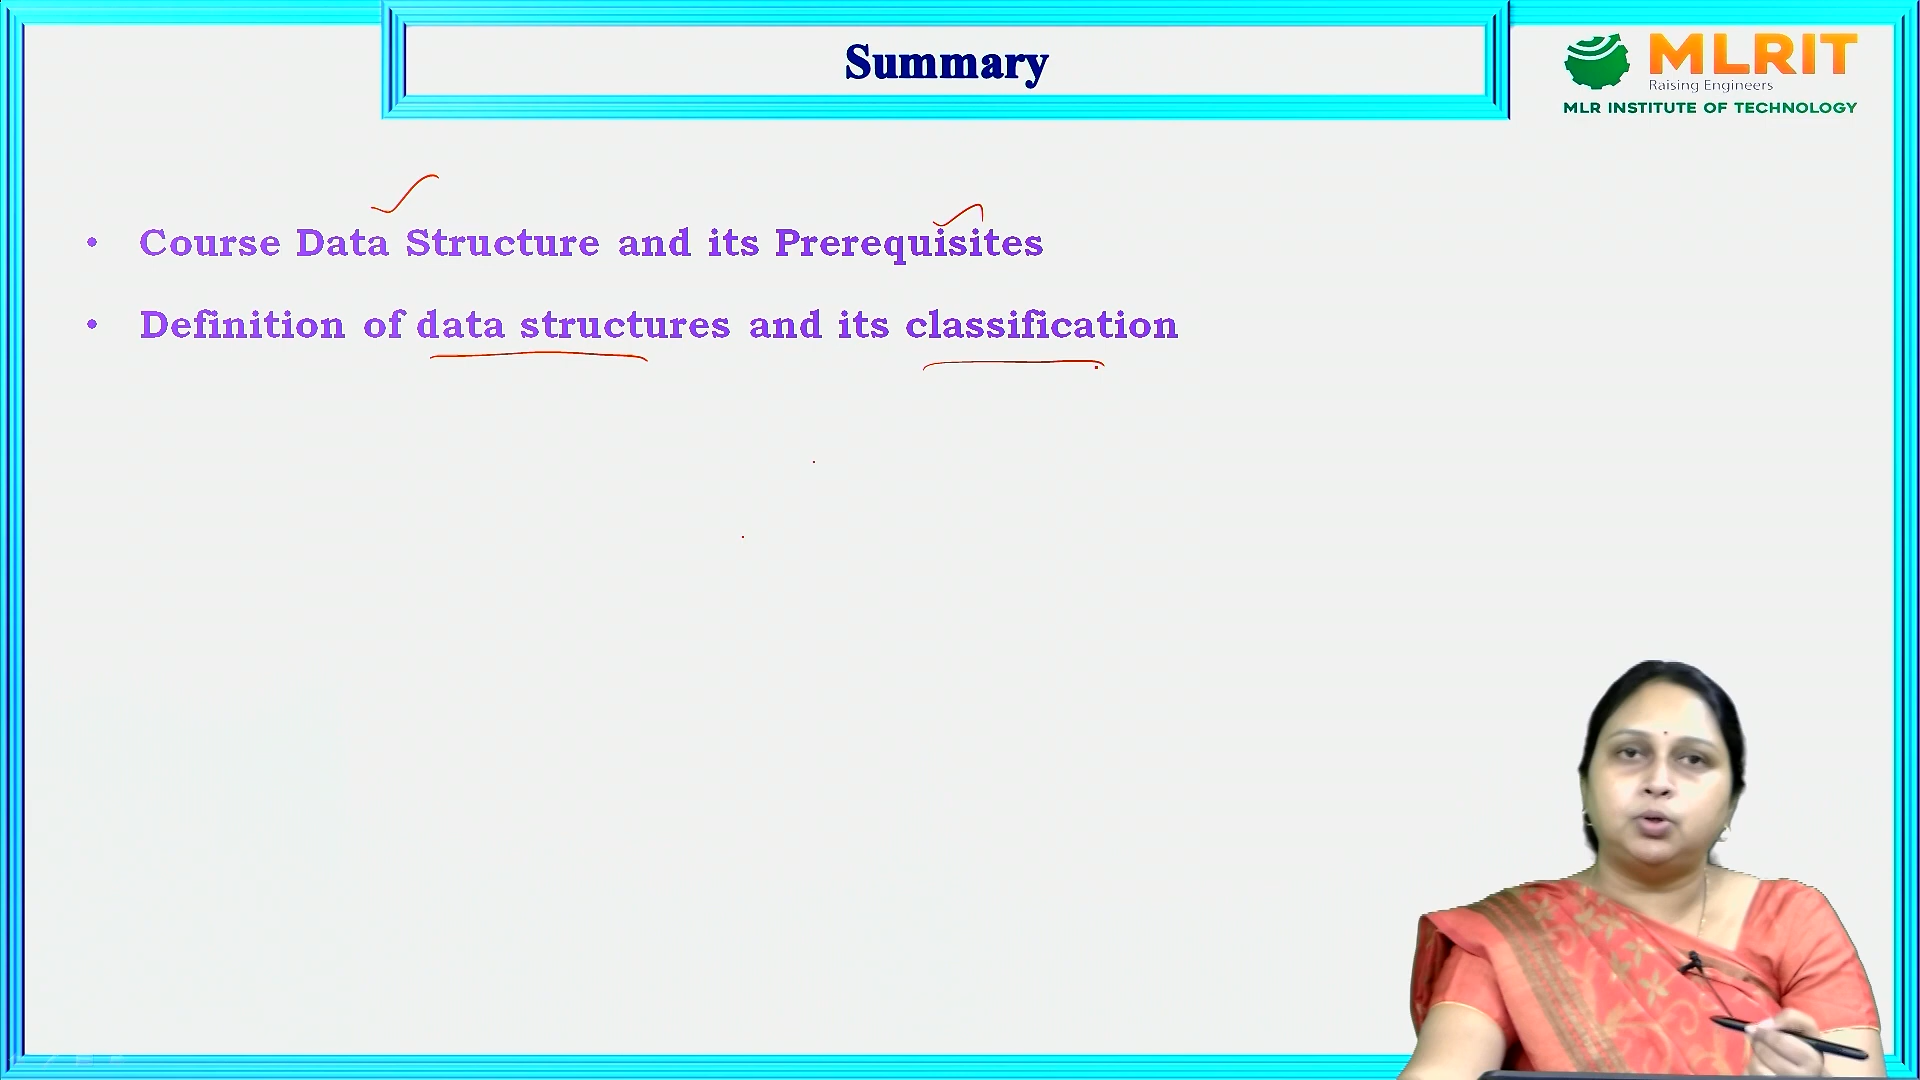 Summary
MLRIT
Raising Engineers
MLR INSTITUTE OF TECHNOLOGY
• Course Data Structure and its Prerequisites
• Definition of data structures and its classification